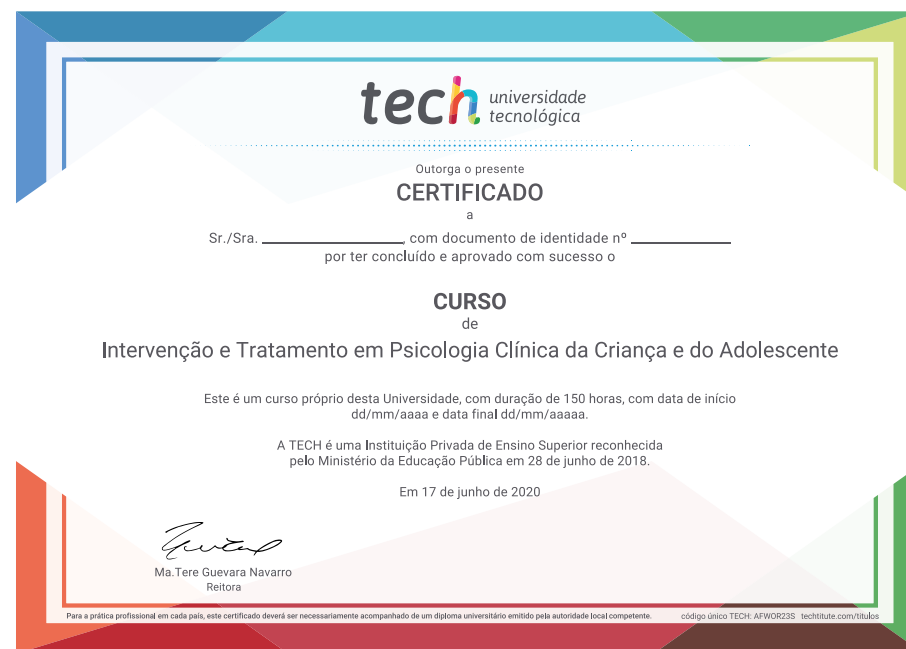 tech universidade
tecnológica
Outorga o presente
CERTIFICADO
a
Sr./Sra. ____________________, com documento de identidade nº ______________
por ter concluído e aprovado com sucesso o
CURSO
de
Intervenção e Tratamento em Psicologia Clínica da Criança e do Adolescente
Este é um curso próprio desta Universidade, com duração de 150 horas, com data de início
dd/mm/aaaa e data final dd/mm/aaaaa.
A TECH é uma Instituição Privada de Ensino Superior reconhecida
pelo Ministério da Educação Pública em 28 de junho de 2018.
Em 17 de junho de 2020
Ma.Tere Guevara Navarro
Reitora
Para a prática profissional em cada país, este certificado deverá ser necessariamente acompanhado de um diploma universitário emitido pela autoridade local competente. código único TECH: AFWOR23S techtitute.com/titulos